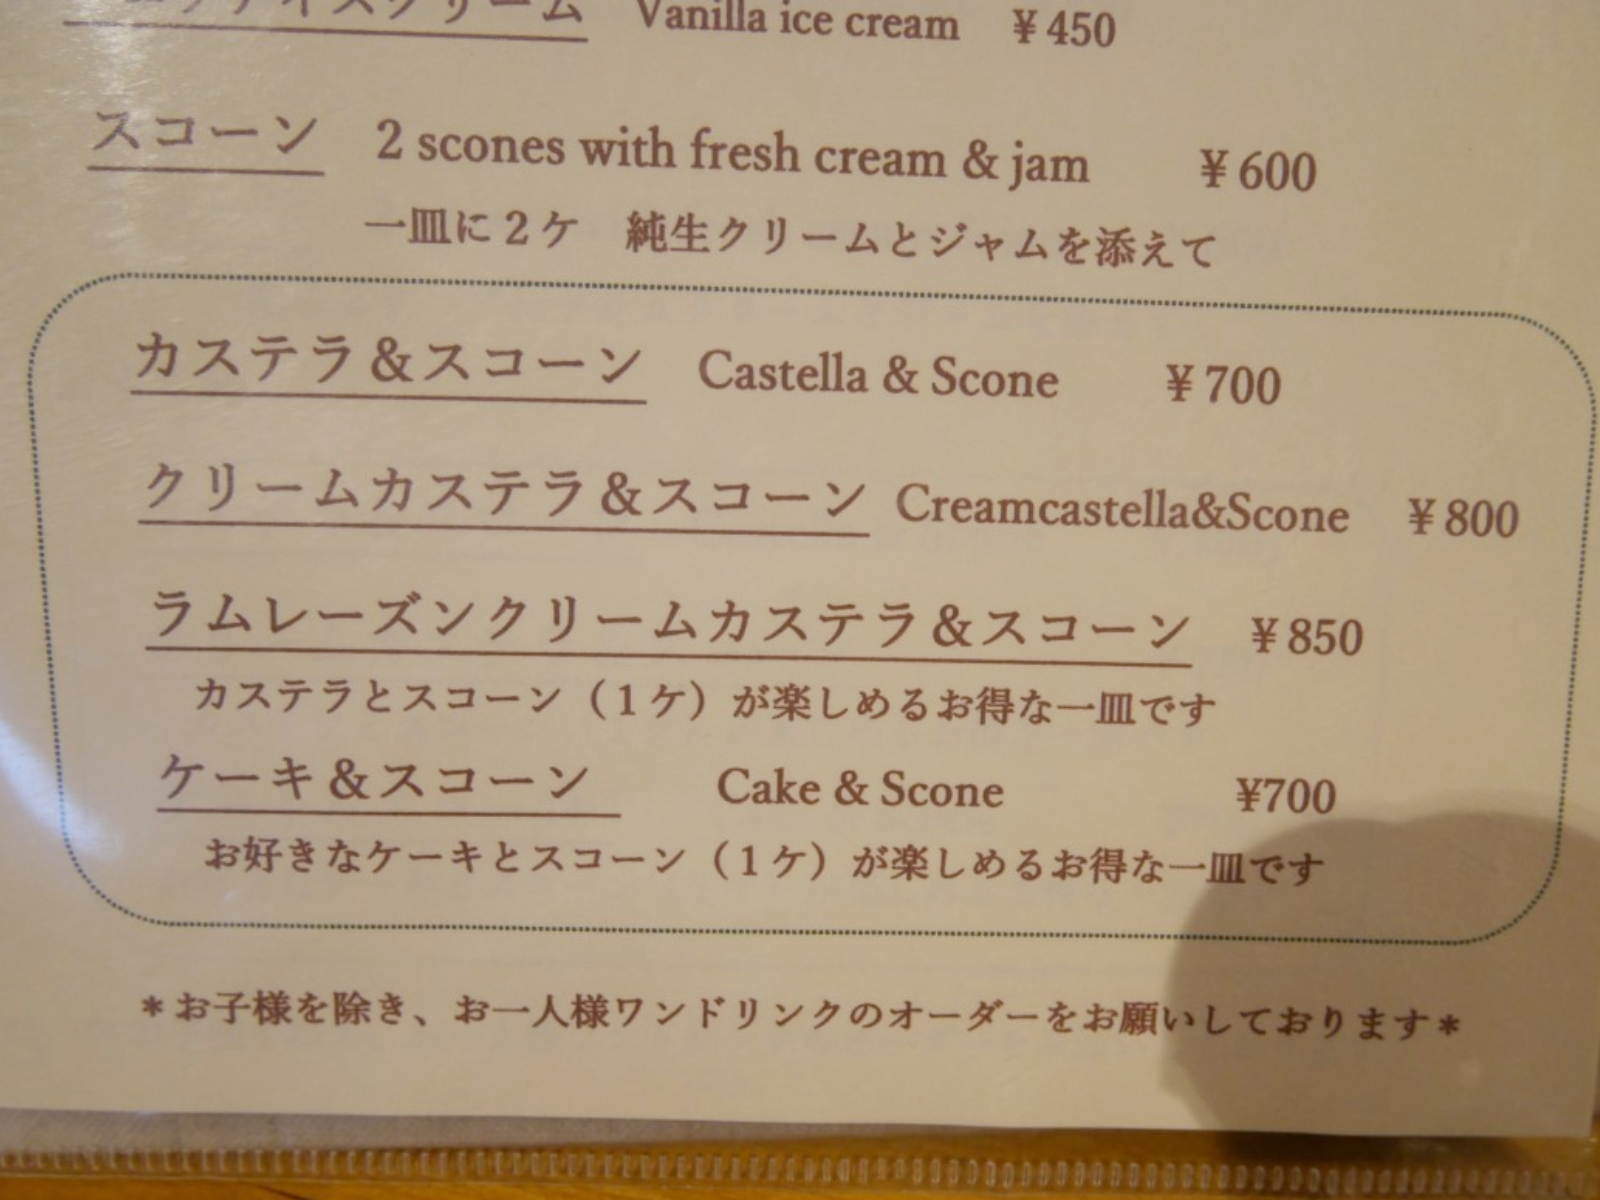 アイスクリーム Vanilla ice cream ¥450
スコーン 2 scones with fresh cream & jam ¥600
一皿に2ケ 純生クリームとジャムを添えて
カステラ&スコーン Castella & Scone ¥700
クリームカステラ&スコーン Creamcastella&Scone ¥800
ラムレーズンクリームカステラ&スコーン ¥850
カステラとスコーン（1ケ）が楽しめるお得な一皿です
ケーキ&スコーン Cake & Scone ¥700
お好きなケーキとスコーン（1ケ）が楽しめるお得な一皿です
*お子様を除き、お一人様ワンドリンクのオーダーをお願いしております*